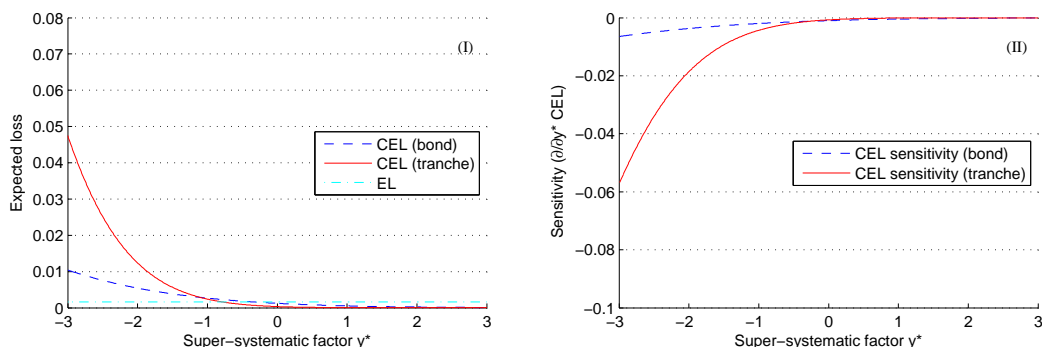 0.08
0.07
0.06
0.05
0.04
0.03
0.02
0.01
0
Expected loss
(I)
CEL (bond)
CEL (tranche)
EL
−3 −2 −1 0 1 2 3
Super−systematic factor y*
0
−0.02
−0.04
−0.06
−0.08
−0.1
Sensitivity (∂/∂y* CEL)
(II)
CEL sensitivity (bond)
CEL sensitivity (tranche)
−3 −2 −1 0 1 2 3
Super−systematic factor y*